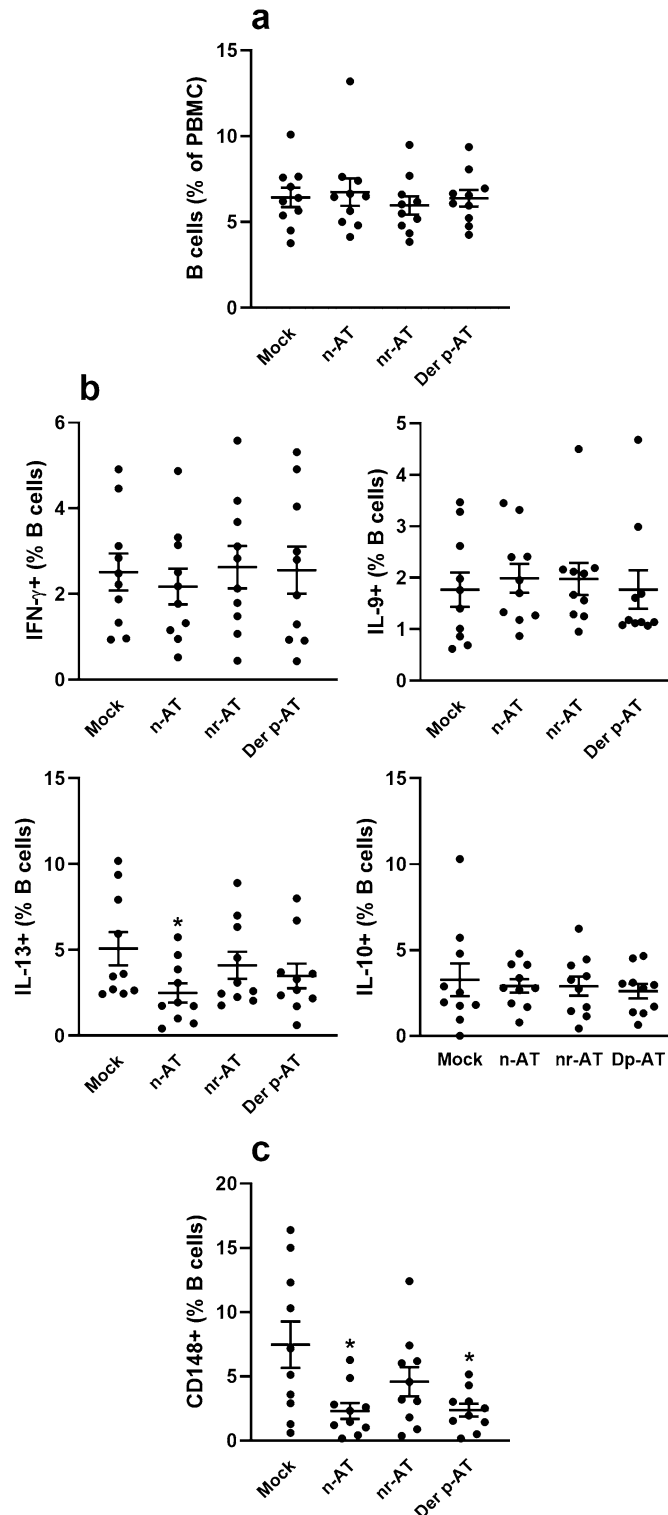 a
B cells (% of PBMC)
15
10
5
0
Mock
n-AT
nr-AT
Der p-AT
b
IFN-γ+ (% B cells)
6
4
2
0
Mock
n-AT
nr-AT
Der p-AT
IL-9+ (% B cells)
5
4
3
2
1
0
Mock
n-AT
nr-AT
Der p-AT
IL-13+ (% B cells)
15
10
5
0
*
Mock
n-AT
nr-AT
Der p-AT
IL-10+ (% B cells)
15
10
5
0
Mock n-AT nr-AT Dp-AT
c
CD148+ (% B cells)
20
15
10
5
0
*
*
Mock
n-AT
nr-AT
Der p-AT